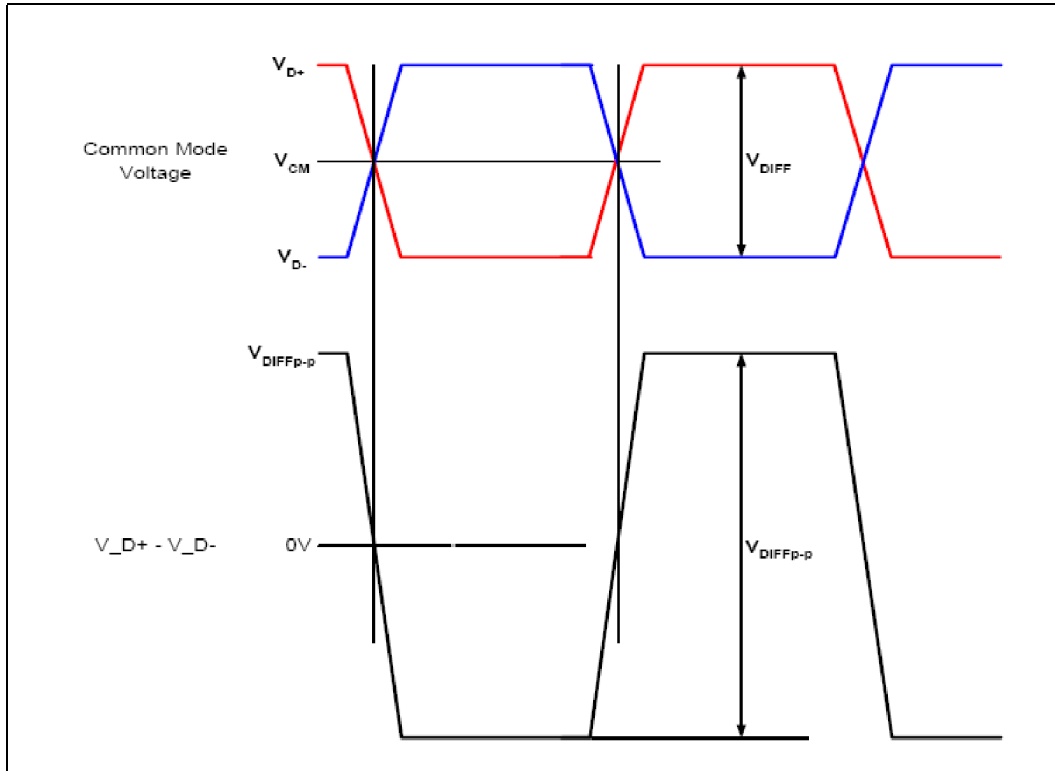 V_D+
Common Mode
Voltage
V_CM
V_DIFF
V_D-
V_DIFFp-p
V_D+ - V_D-
0V
V_DIFFp-p